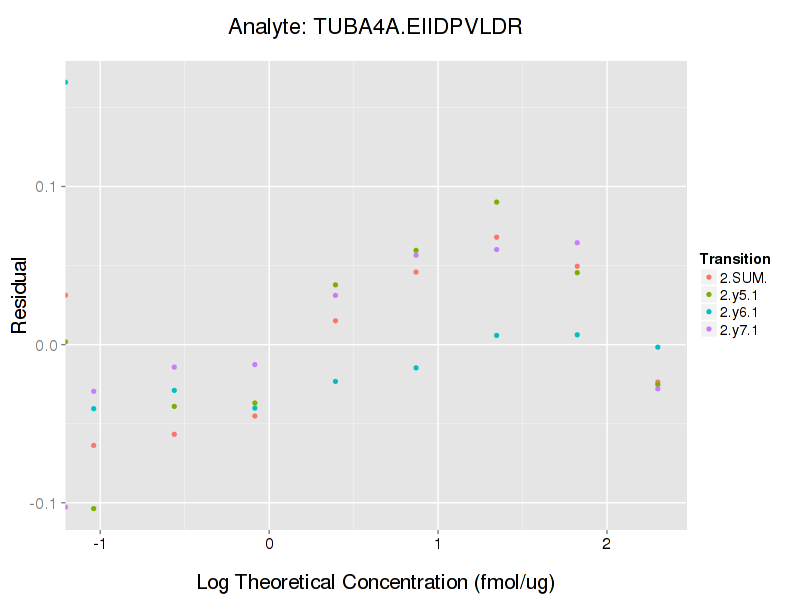 Analyte: TUBA4A.EIIDPVLDR
Residual
0.1
0.0
-0.1
-1
0
1
2
Log Theoretical Concentration (fmol/ug)
Transition
2.SUM.
2.y5.1
2.y6.1
2.y7.1